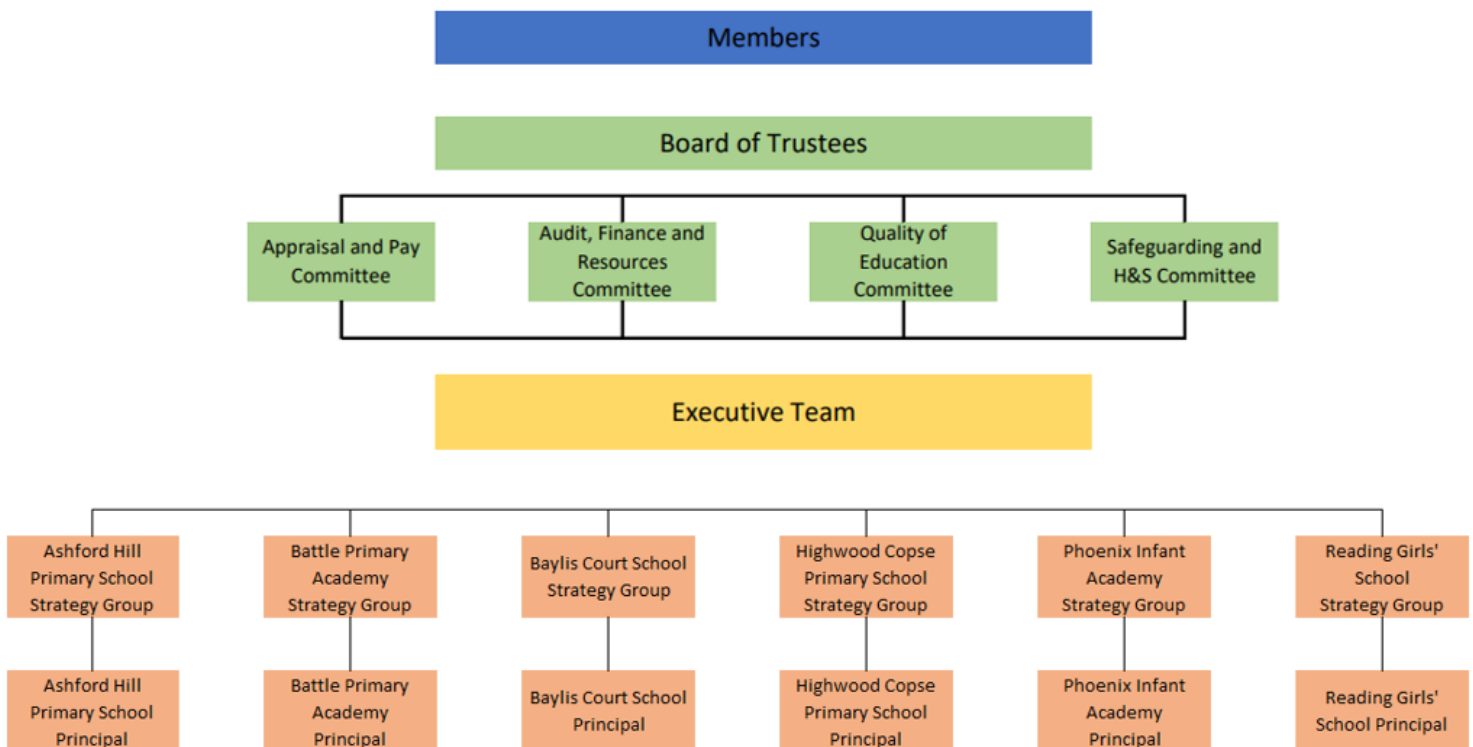 Members
Board of Trustees
Appraisal and Pay
Committee
Audit, Finance and
Resources
Committee
Quality of
Education
Committee
Safeguarding and
H&S Committee
Executive Team
Ashford Hill
Primary School
Strategy Group
Battle Primary
Academy
Strategy Group
Baylis Court School
Strategy Group
Highwood Copse
Primary School
Strategy Group
Phoenix Infant
Academy
Strategy Group
Reading Girls'
School
Strategy Group
Ashford Hill
Primary School
Principal
Battle Primary
Academy
Principal
Baylis Court School
Principal
Highwood Copse
Primary School
Principal
Phoenix Infant
Academy
Principal
Reading Girls'
School Principal